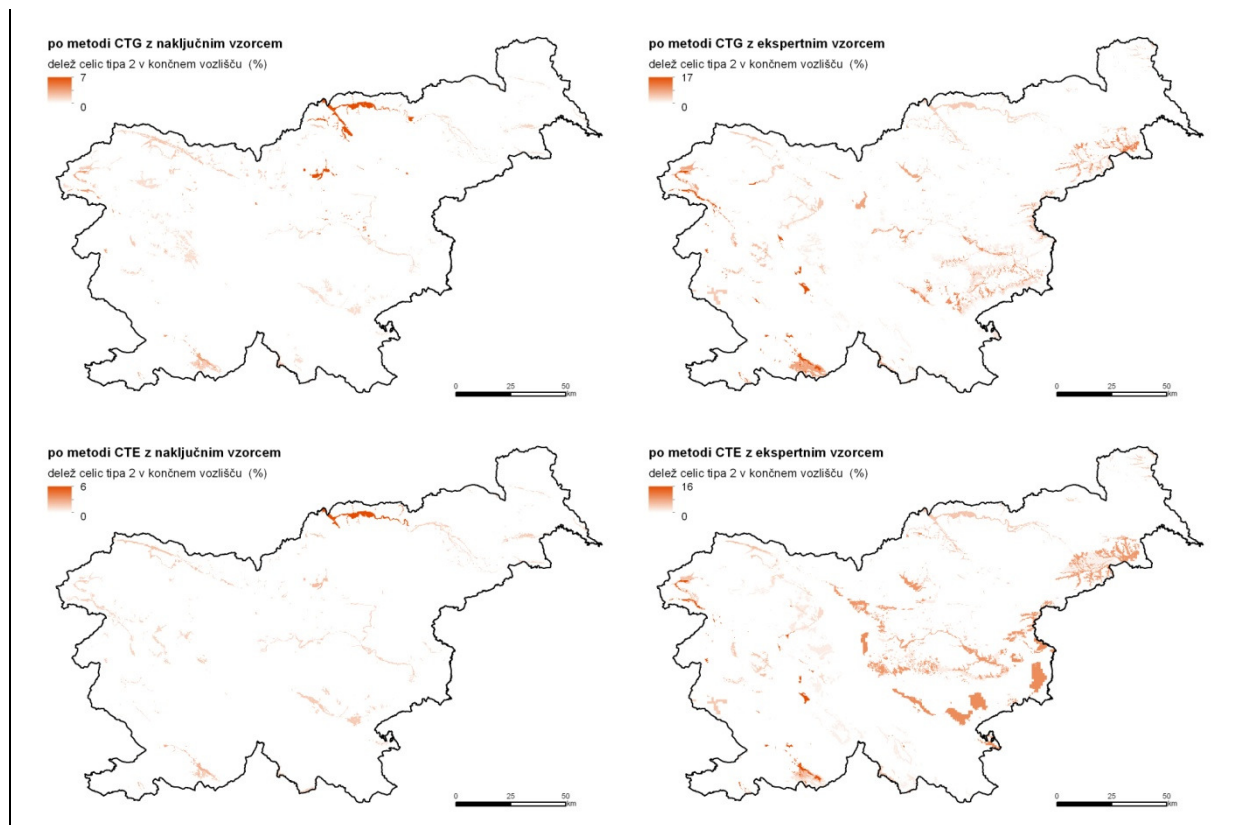 po metodi CTG z naključnim vzorcem
delež celic tipa 2 v končnem vozlišču (%)
7
0
0 25 50
km
po metodi CTG z ekspertnim vzorcem
delež celic tipa 2 v končnem vozlišču (%)
17
0
0 25 50
km
po metodi CTE z naključnim vzorcem
delež celic tipa 2 v končnem vozlišču (%)
6
0
0 25 50
km
po metodi CTE z ekspertnim vzorcem
delež celic tipa 2 v končnem vozlišču (%)
16
0
0 25 50
km